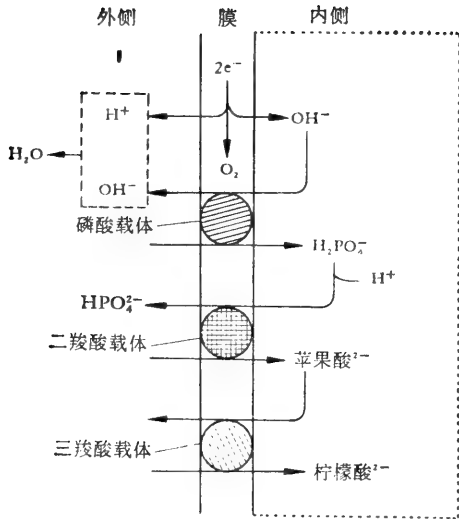 外侧 膜 内侧
2e⁻
H⁺ OH⁻
H₂O
O₂
OH⁻
磷酸载体
H₂PO₄⁻
H⁺
HPO₄²⁻
二羧酸载体
苹果酸²⁻
三羧酸载体
柠檬酸²⁻